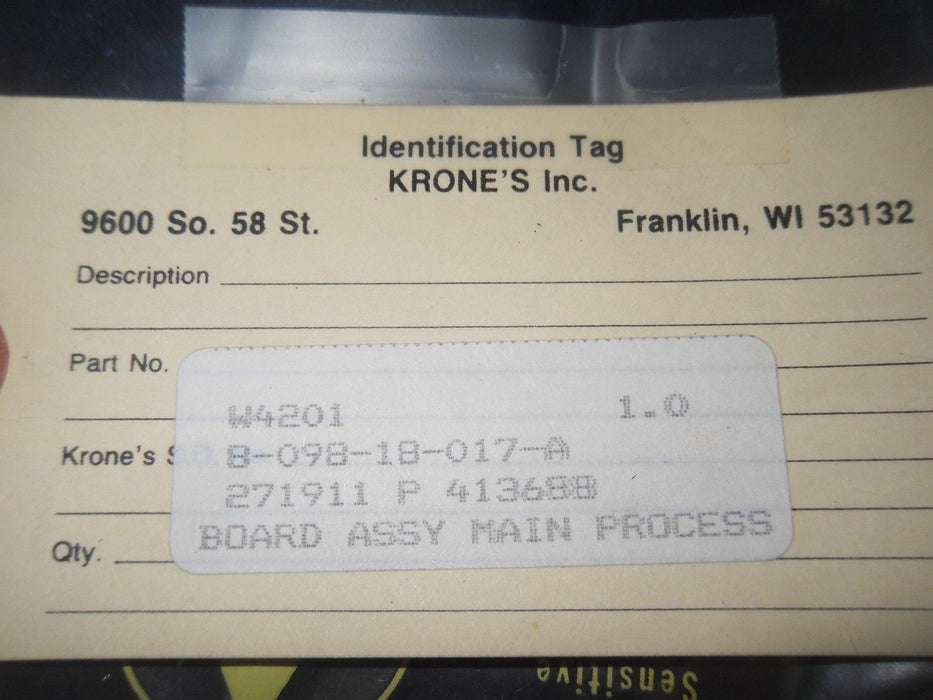 Identification Tag
KRONE'S Inc.
9600 So. 58 St. Franklin, WI 53132
Description
Part No.
W4201 1.0
Krone's S.O.
8-098-18-017-A
271911 P 413688
BOARD ASSY MAIN PROCESS
Qty.
Sensitive